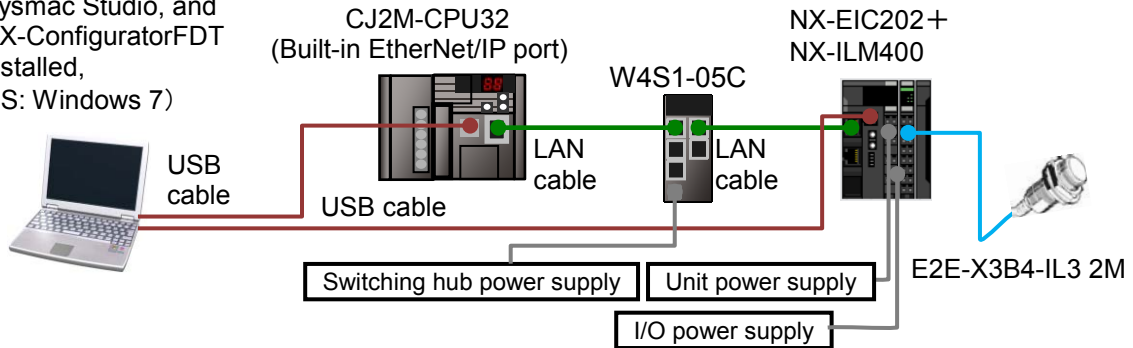 ysmac Studio, and
X-ConfiguratorFDT
stalled,
S: Windows 7）
CJ2M-CPU32
(Built-in EtherNet/IP port)
W4S1-05C
NX-EIC202＋
NX-ILM400
USB
cable
USB cable
LAN
cable
LAN
cable
Switching hub power supply
Unit power supply
I/O power supply
E2E-X3B4-IL3 2M